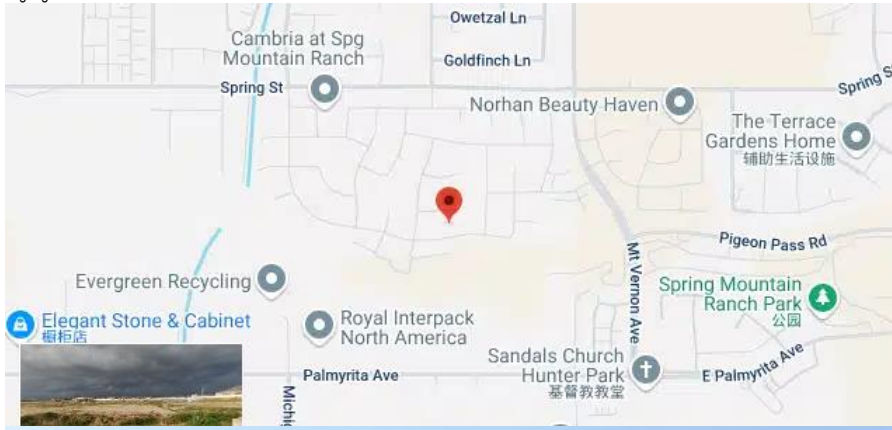 Owetzal Ln
Cambria at Spg
Mountain Ranch
Goldfinch Ln
Spring St
Norhan Beauty Haven
Spring S
The Terrace
Gardens Home
辅助生活设施
Pigeon Pass Rd
Mt Vernon Ave
Evergreen Recycling
Spring Mountain
Ranch Park
公园
Elegant Stone & Cabinet
橱柜店
Royal Interpack
North America
Sandals Church
Hunter Park
基督教教堂
E Palmyrita Ave
Palmyrita Ave
Michig